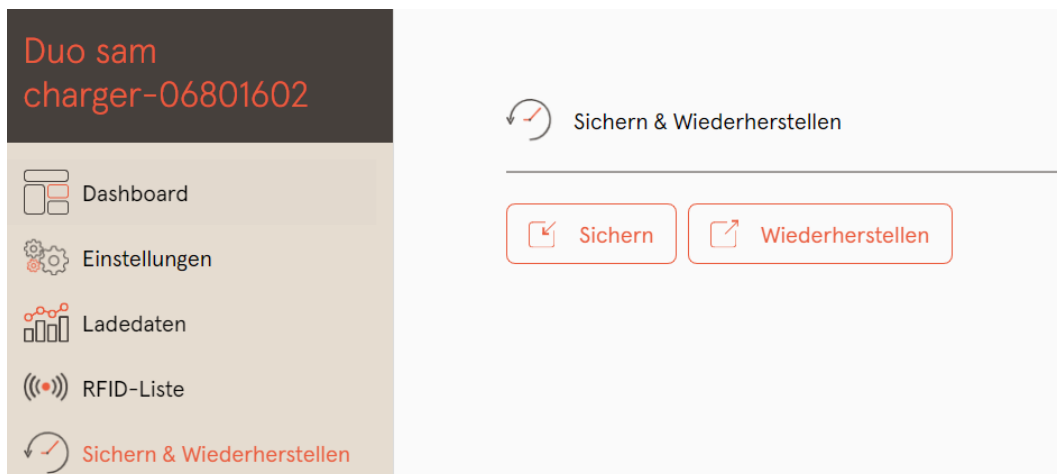 Duo sam
charger-06801602
Dashboard
Einstellungen
Ladedaten
RFID-Liste
Sichern & Wiederherstellen
Sichern & Wiederherstellen
Sichern
Wiederherstellen